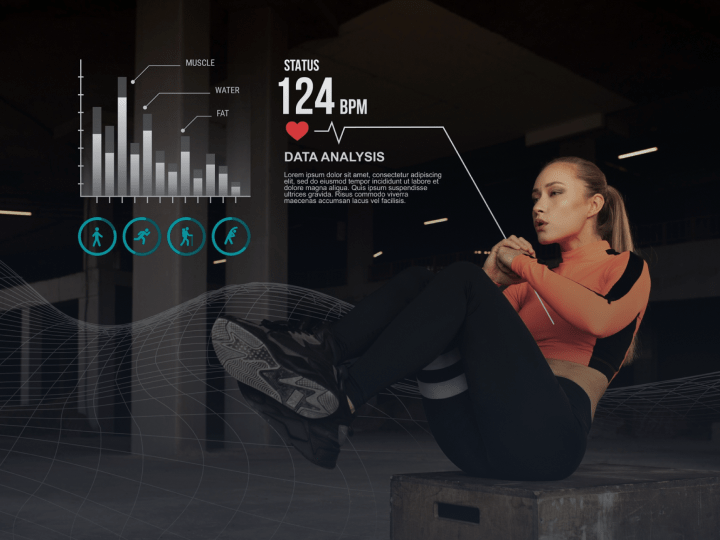 MUSCLE
WATER
FAT
STATUS
124 BPM
DATA ANALYSIS
Lorem ipsum dolor sit amet, consectetur adipiscing
elit, sed do eiusmod tempor incididunt ut labore et
dolore magna aliqua. Quis ipsum suspendisse
ultrices gravida. Risus commodo viverra
maecenas accumsan lacus vel facilisis.